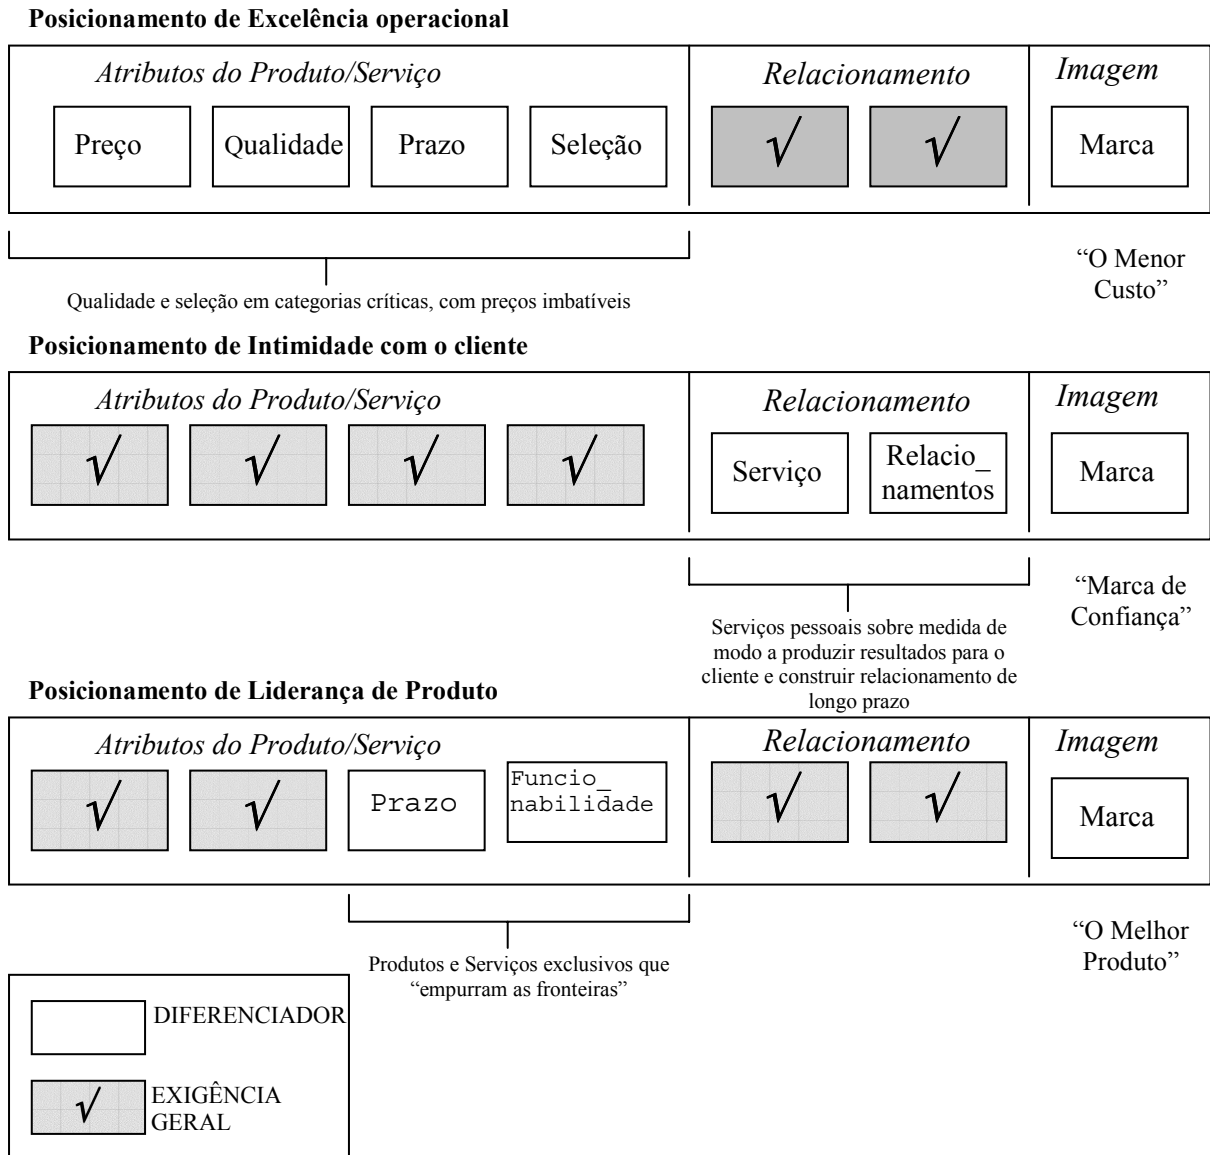 Posicionamento de Excelência operacional
Atributos do Produto/Serviço
Relacionamento
Imagem
Preço
Qualidade
Prazo
Seleção
√
√
Marca
Qualidade e seleção em categorias críticas, com preços imbatíveis
“O Menor
Custo”
Posicionamento de Intimidade com o cliente
Atributos do Produto/Serviço
Relacionamento
Imagem
√
√
√
√
Serviço
Relacio_
namentos
Marca
Serviços pessoais sobre medida de
modo a produzir resultados para o
cliente e construir relacionamento de
longo prazo
“Marca de
Confiança”
Posicionamento de Liderança de Produto
Atributos do Produto/Serviço
Relacionamento
Imagem
√
√
Prazo
Funcio_
nabilidade
√
√
Marca
Produtos e Serviços exclusivos que
“empurram as fronteiras”
“O Melhor
Produto”
DIFERENCIADOR
√
EXIGÊNCIA
GERAL